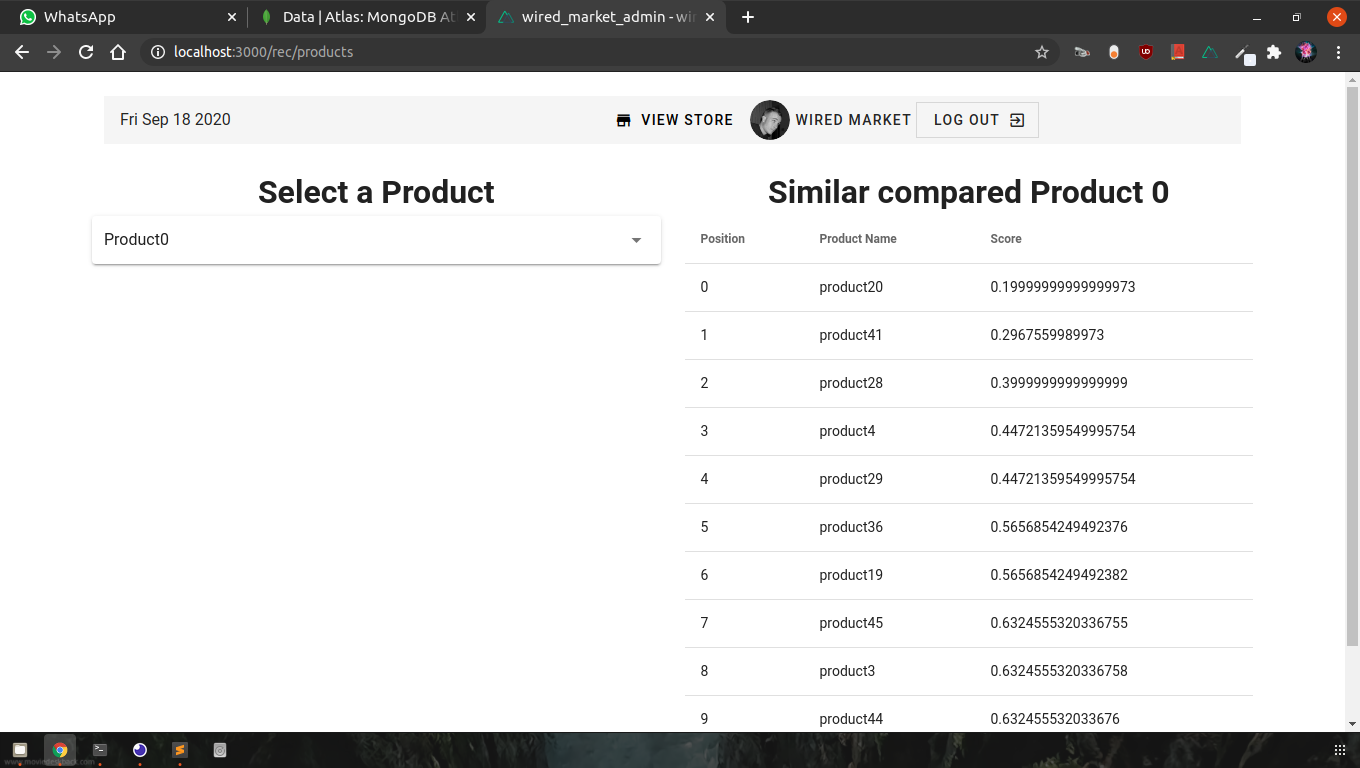 WhatsApp
Data | Atlas: MongoDB At
wired_market_admin - wi
localhost:3000/rec/products
UD
Fri Sep 18 2020
VIEW STORE
WIRED MARKET
LOG OUT
Select a Product
Product0
Similar compared Product 0
Position Product Name Score
0 product20 0.19999999999999973
1 product41 0.2967559989973
2 product28 0.3999999999999999
3 product4 0.44721359549995754
4 product29 0.44721359549995754
5 product36 0.5656854249492376
6 product19 0.5656854249492382
7 product45 0.6324555320336755
8 product3 0.6324555320336758
9 product44 0.632455532033676